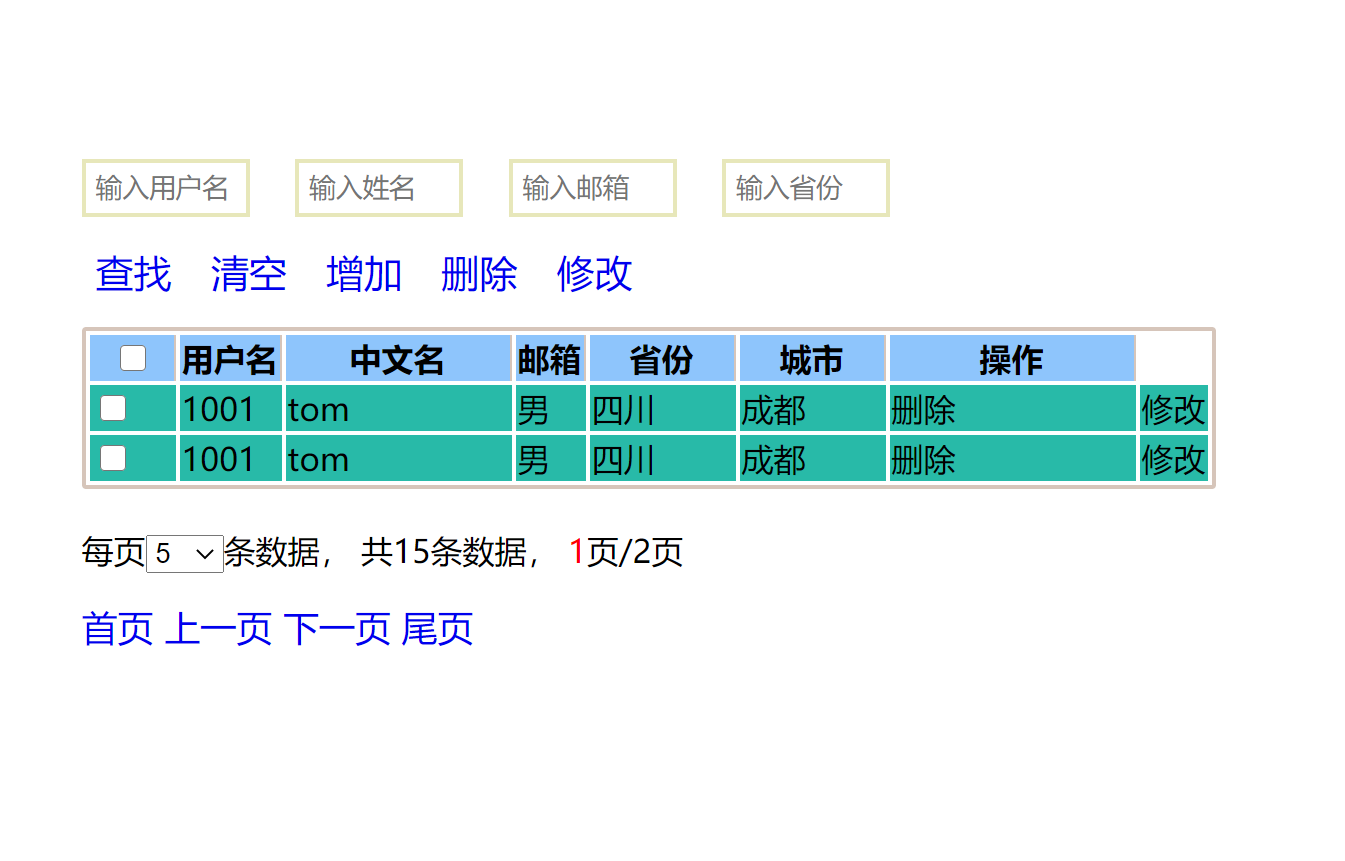 输入用户名 输入姓名 输入邮箱 输入省份
查找 清空 增加 删除 修改
用户名 中文名 邮箱 省份 城市 操作
1001 tom 男 四川 成都 删除 修改
1001 tom 男 四川 成都 删除 修改
每页5条数据， 共15条数据， 1页/2页
首页 上一页 下一页 尾页